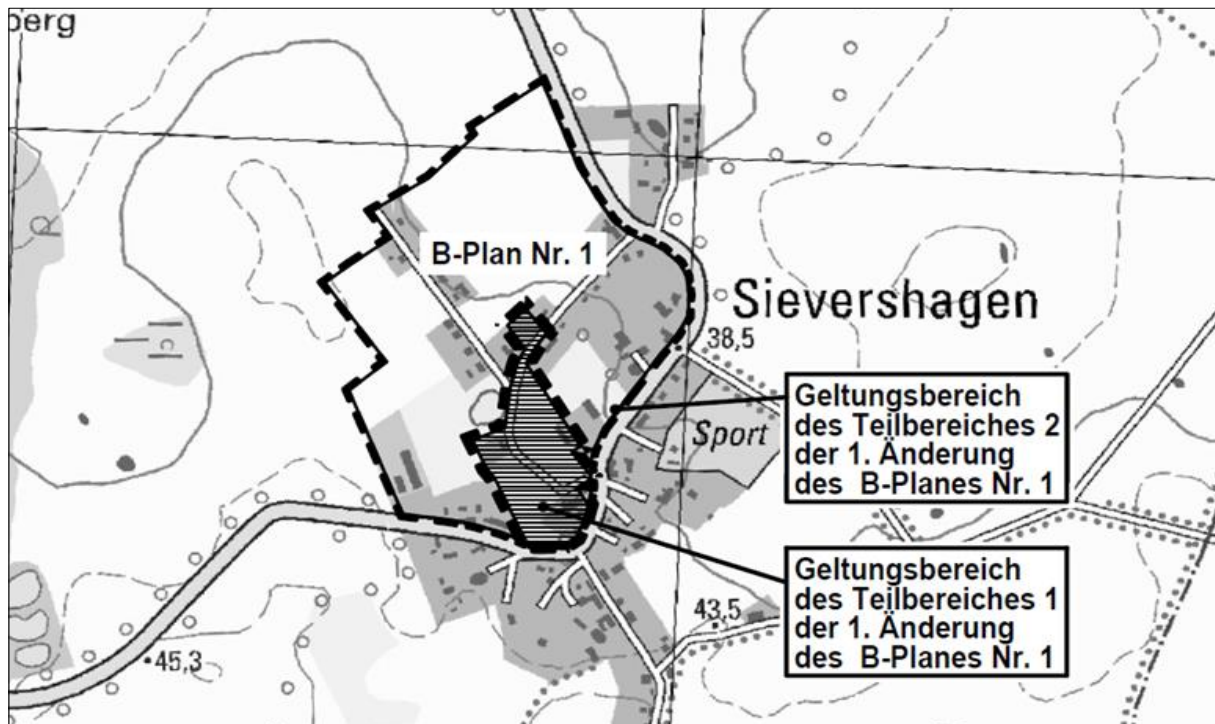 berg
B-Plan Nr. 1
Sievershagen
38,5
Geltungsbereich
des Teilbereiches 2
der 1. Änderung
des B-Planes Nr. 1
Sport
Geltungsbereich
des Teilbereiches 1
der 1. Änderung
des B-Planes Nr. 1
43,5
45,3